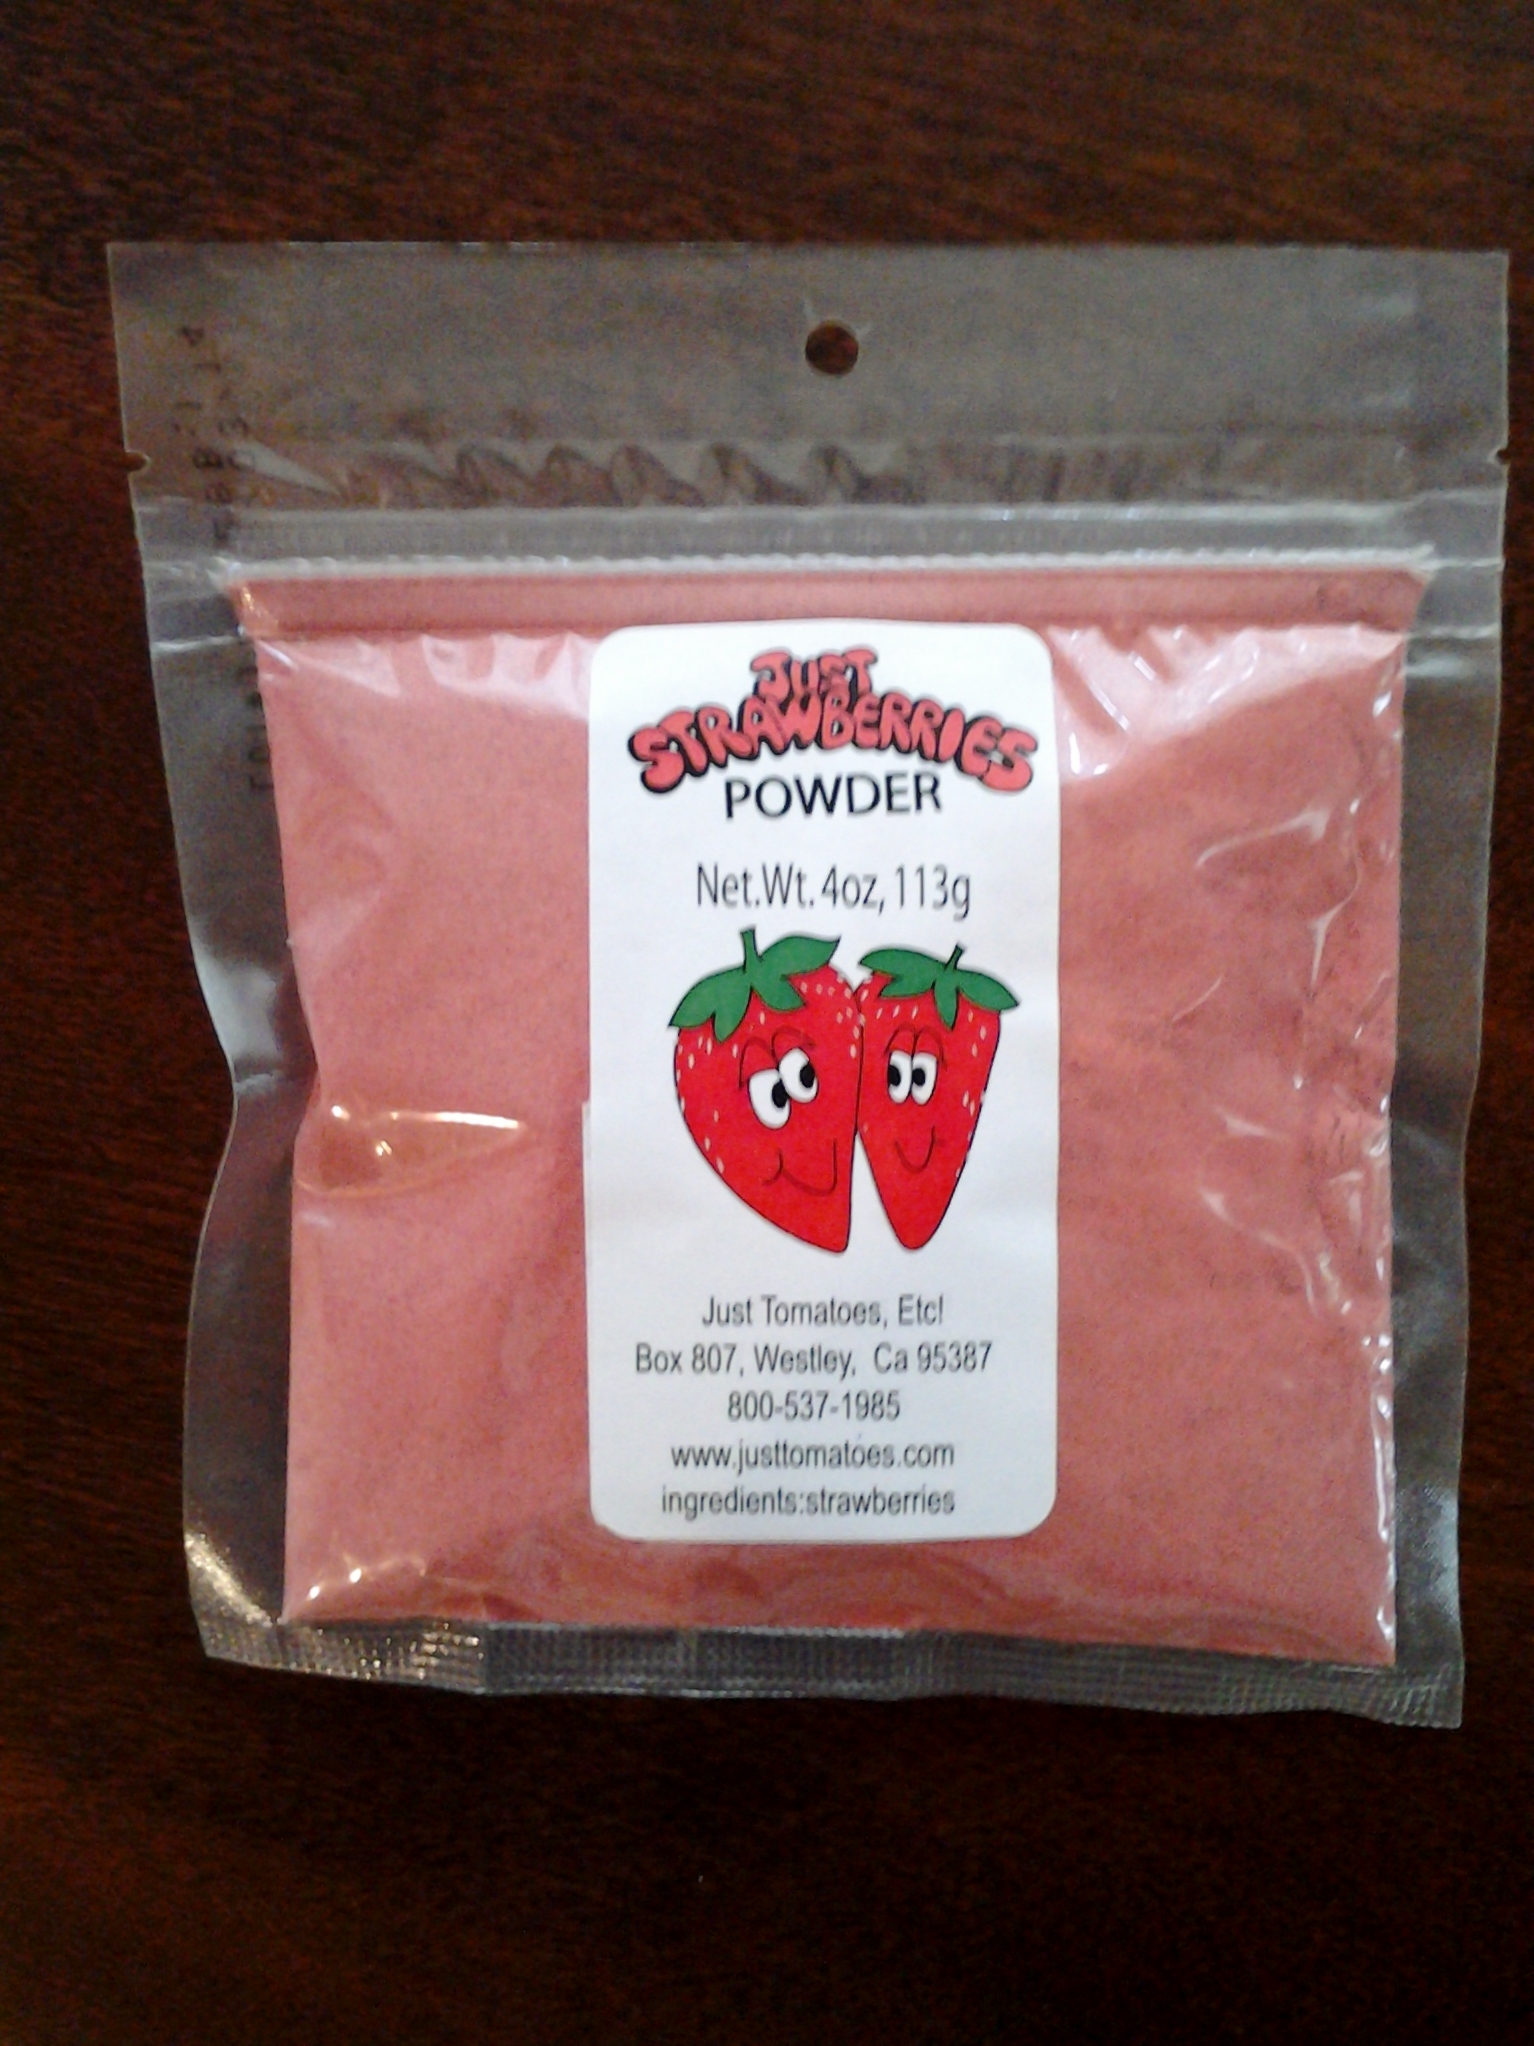 JUST
STRAWBERRIES
POWDER
Net.Wt. 4oz, 113g
Just Tomatoes, Etc!
Box 807, Westley, Ca 95387
800-537-1985
www.justtomatoes.com
ingredients:strawberries